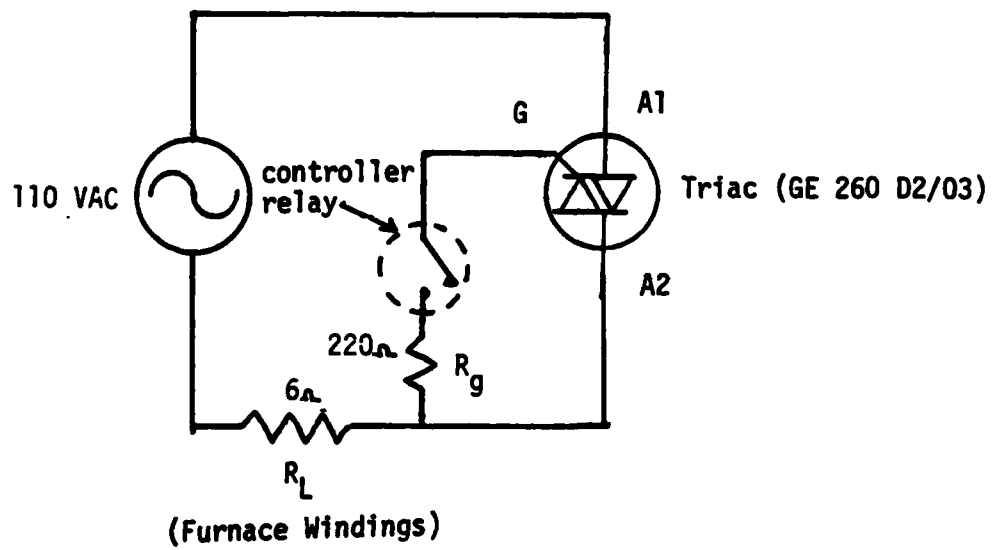 G
A1
110 VAC
controller
relay
Triac (GE 260 D2/03)
A2
220Ω
Rg
6Ω
RL
(Furnace Windings)